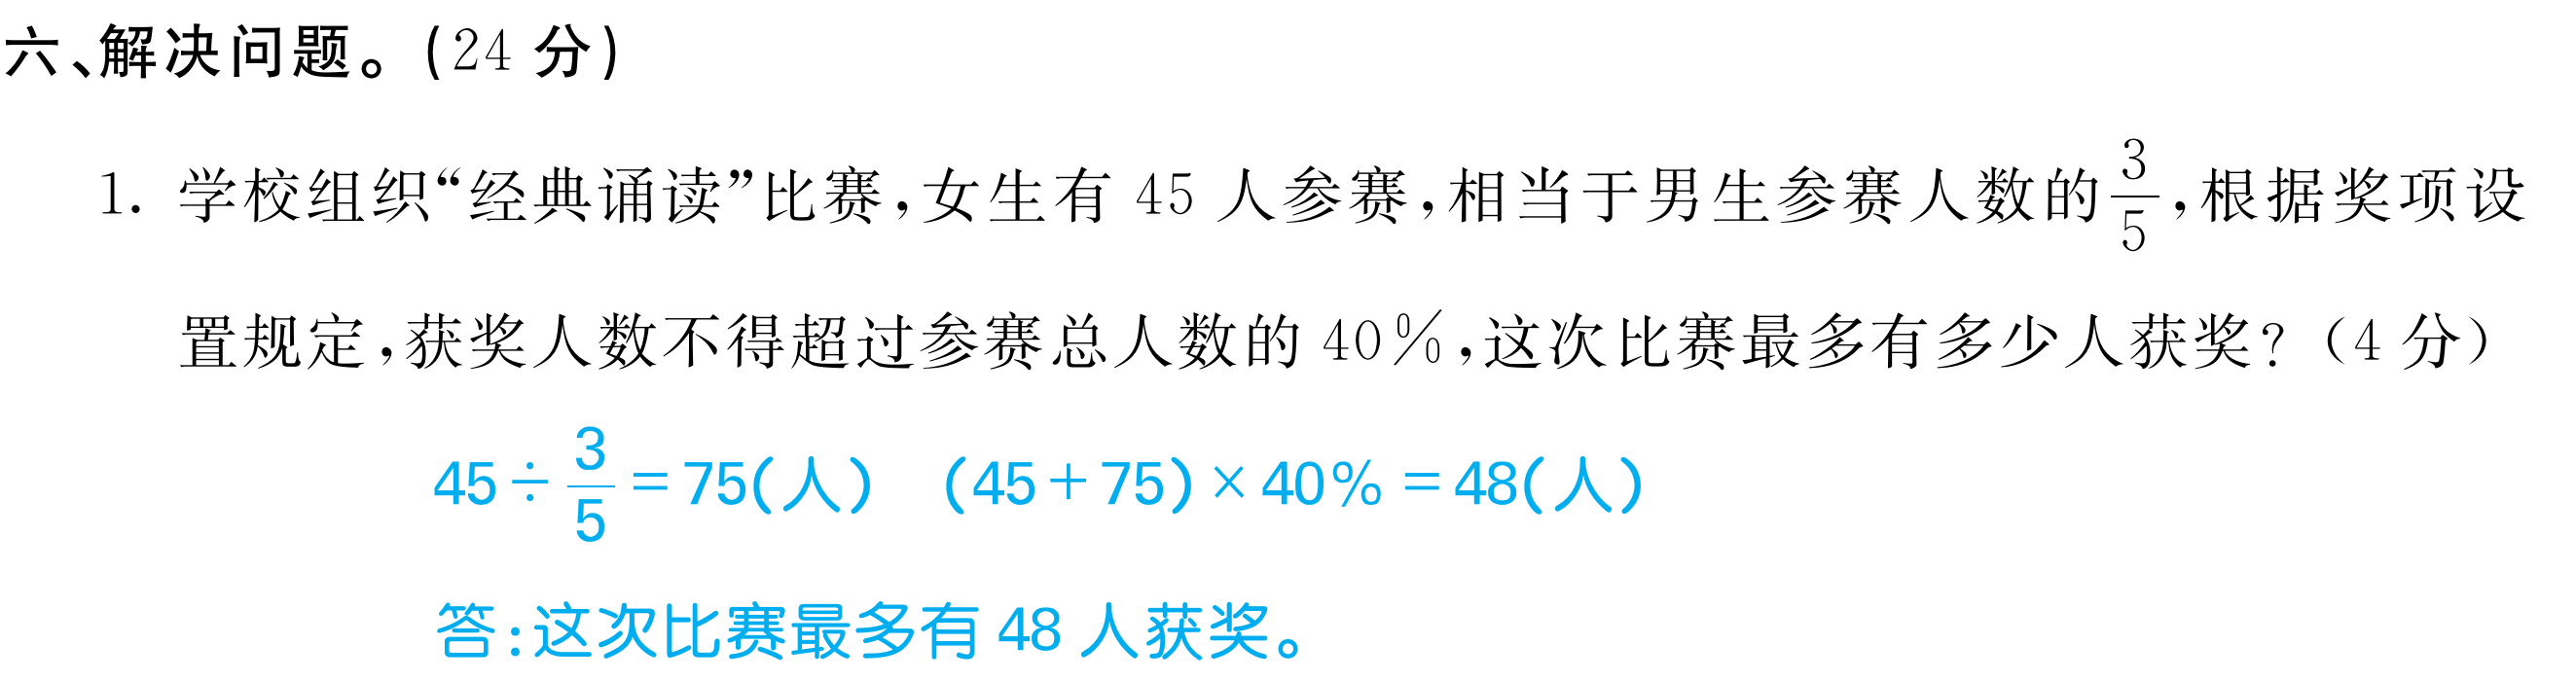 六、解决问题。(24 分)
1. 学校组织“经典诵读”比赛,女生有 45 人参赛,相当于男生参赛人数的3/5,根据奖项设
置规定,获奖人数不得超过参赛总人数的 40%,这次比赛最多有多少人获奖?(4 分)
45÷3/5=75(人) (45+75)×40%=48(人)
答:这次比赛最多有 48 人获奖。